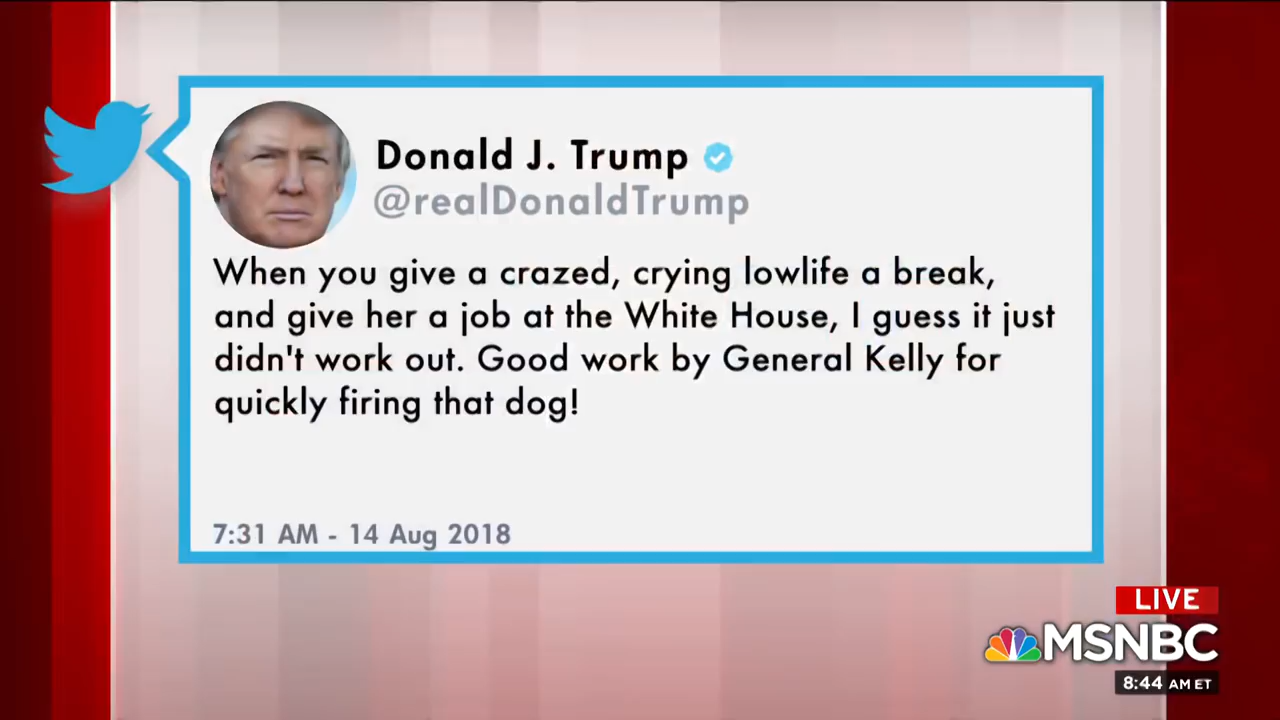 Donald J. Trump
@realDonaldTrump
When you give a crazed, crying lowlife a break,
and give her a job at the White House, I guess it just
didn't work out. Good work by General Kelly for
quickly firing that dog!
7:31 AM - 14 Aug 2018
LIVE
MSNBC
8:44 AM ET